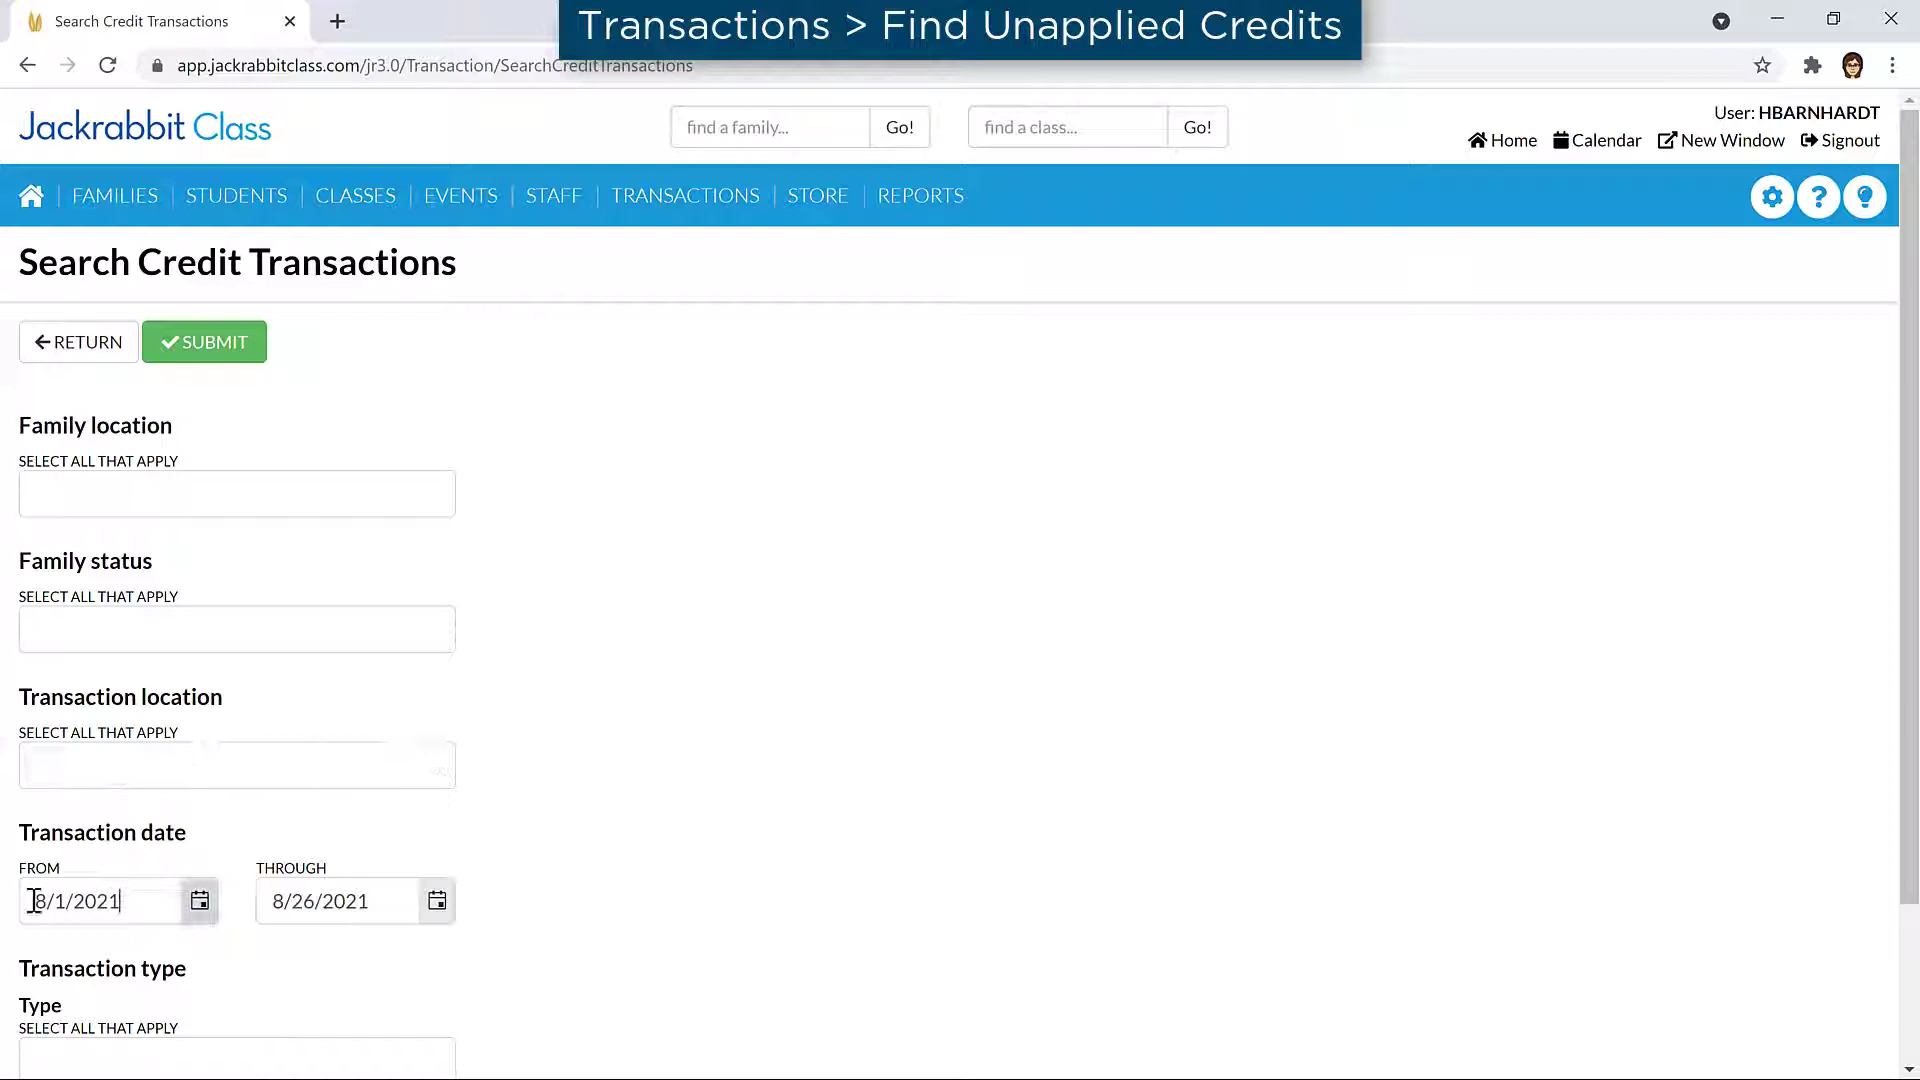 Search Credit Transactions
Transactions > Find Unapplied Credits
app.jackrabbitclass.com/jr3.0/Transaction/SearchCreditTransactions
Jackrabbit Class
find a family...
Go!
find a class...
Go!
User: HBARNHARDT
Home
Calendar
New Window
Signout
FAMILIES
STUDENTS
CLASSES
EVENTS
STAFF
TRANSACTIONS
STORE
REPORTS
?
Search Credit Transactions
RETURN
SUBMIT
Family location
SELECT ALL THAT APPLY
Family status
SELECT ALL THAT APPLY
Transaction location
SELECT ALL THAT APPLY
Transaction date
FROM
THROUGH
8/1/2021
8/26/2021
Transaction type
Type
SELECT ALL THAT APPLY